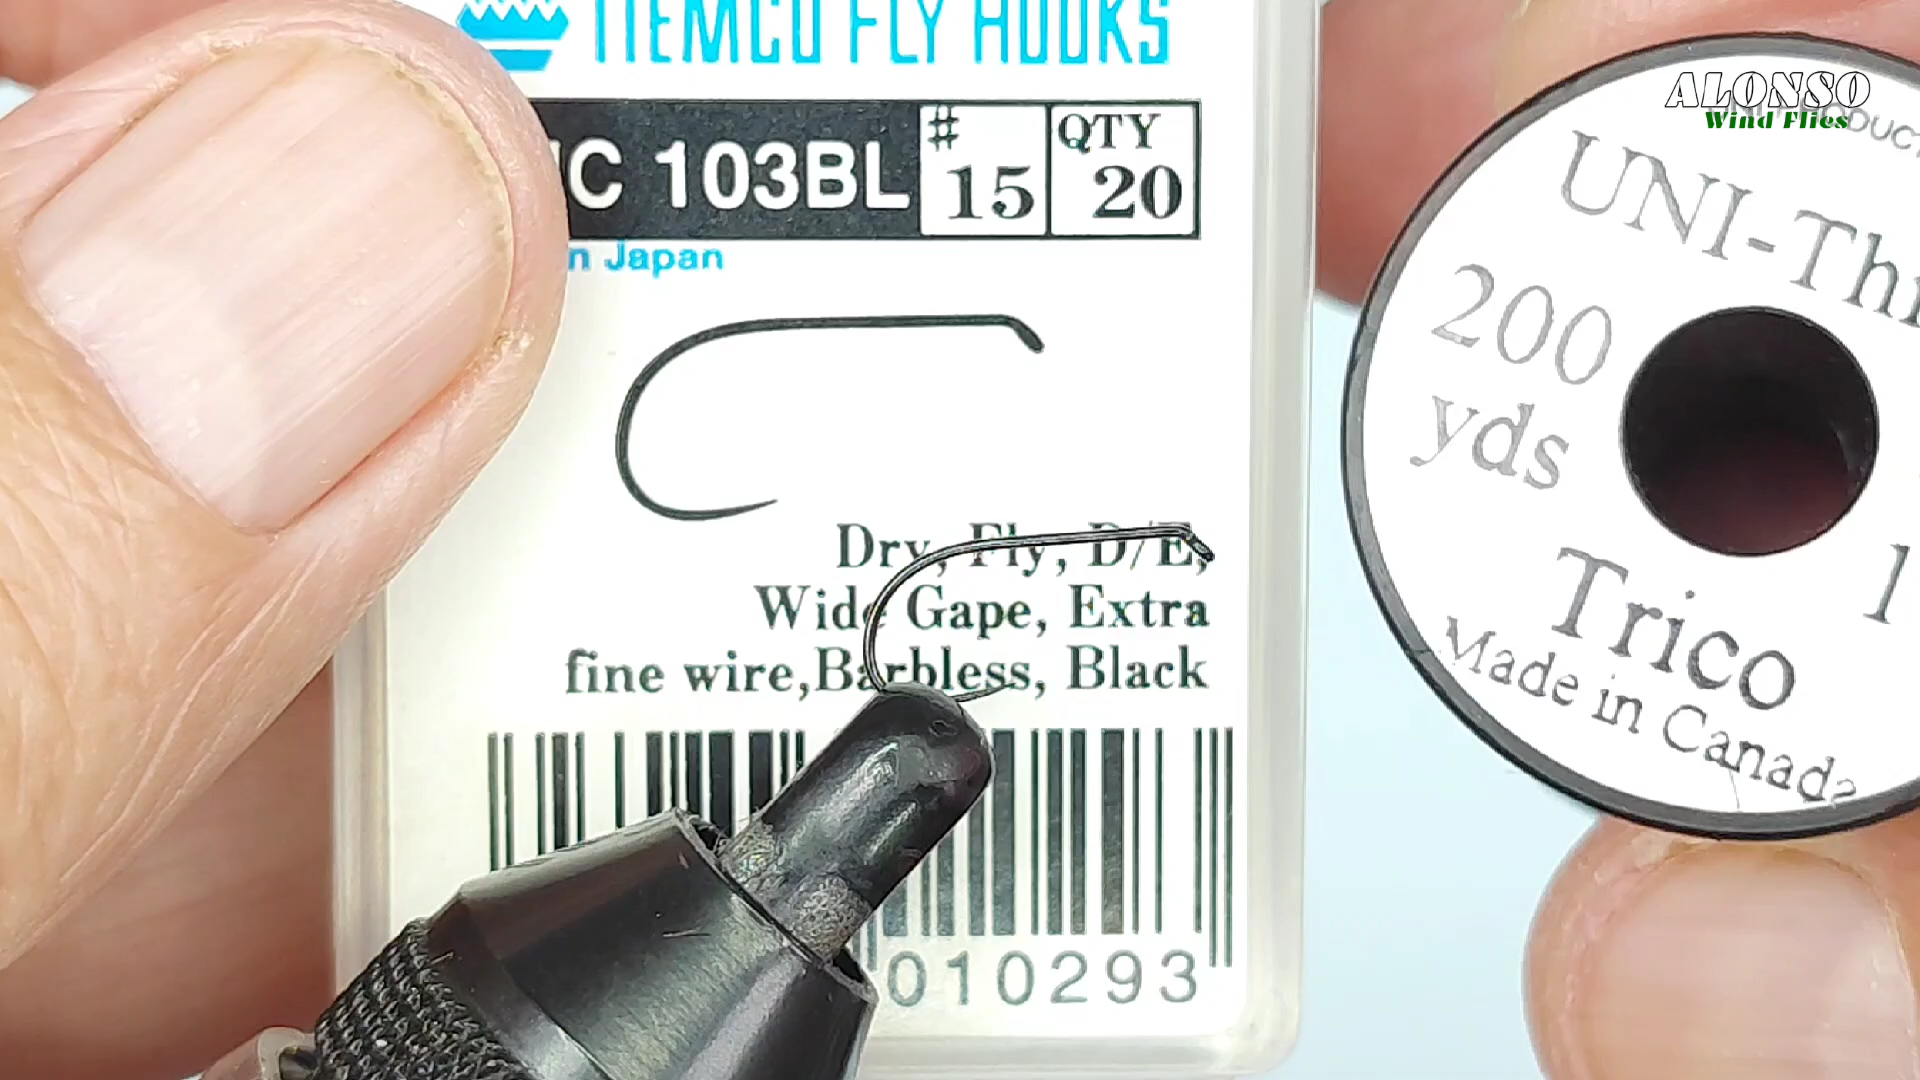 TIEMCO FLY HOOKS
C 103BL
#
15
QTY
20
n Japan
Dry, Fly, D/E,
Wide Gape, Extra
fine wire,Barbless, Black
010293
ALONSO
Wind Flies
UNI-Th
200
yds
1
Trico
Made in Canada